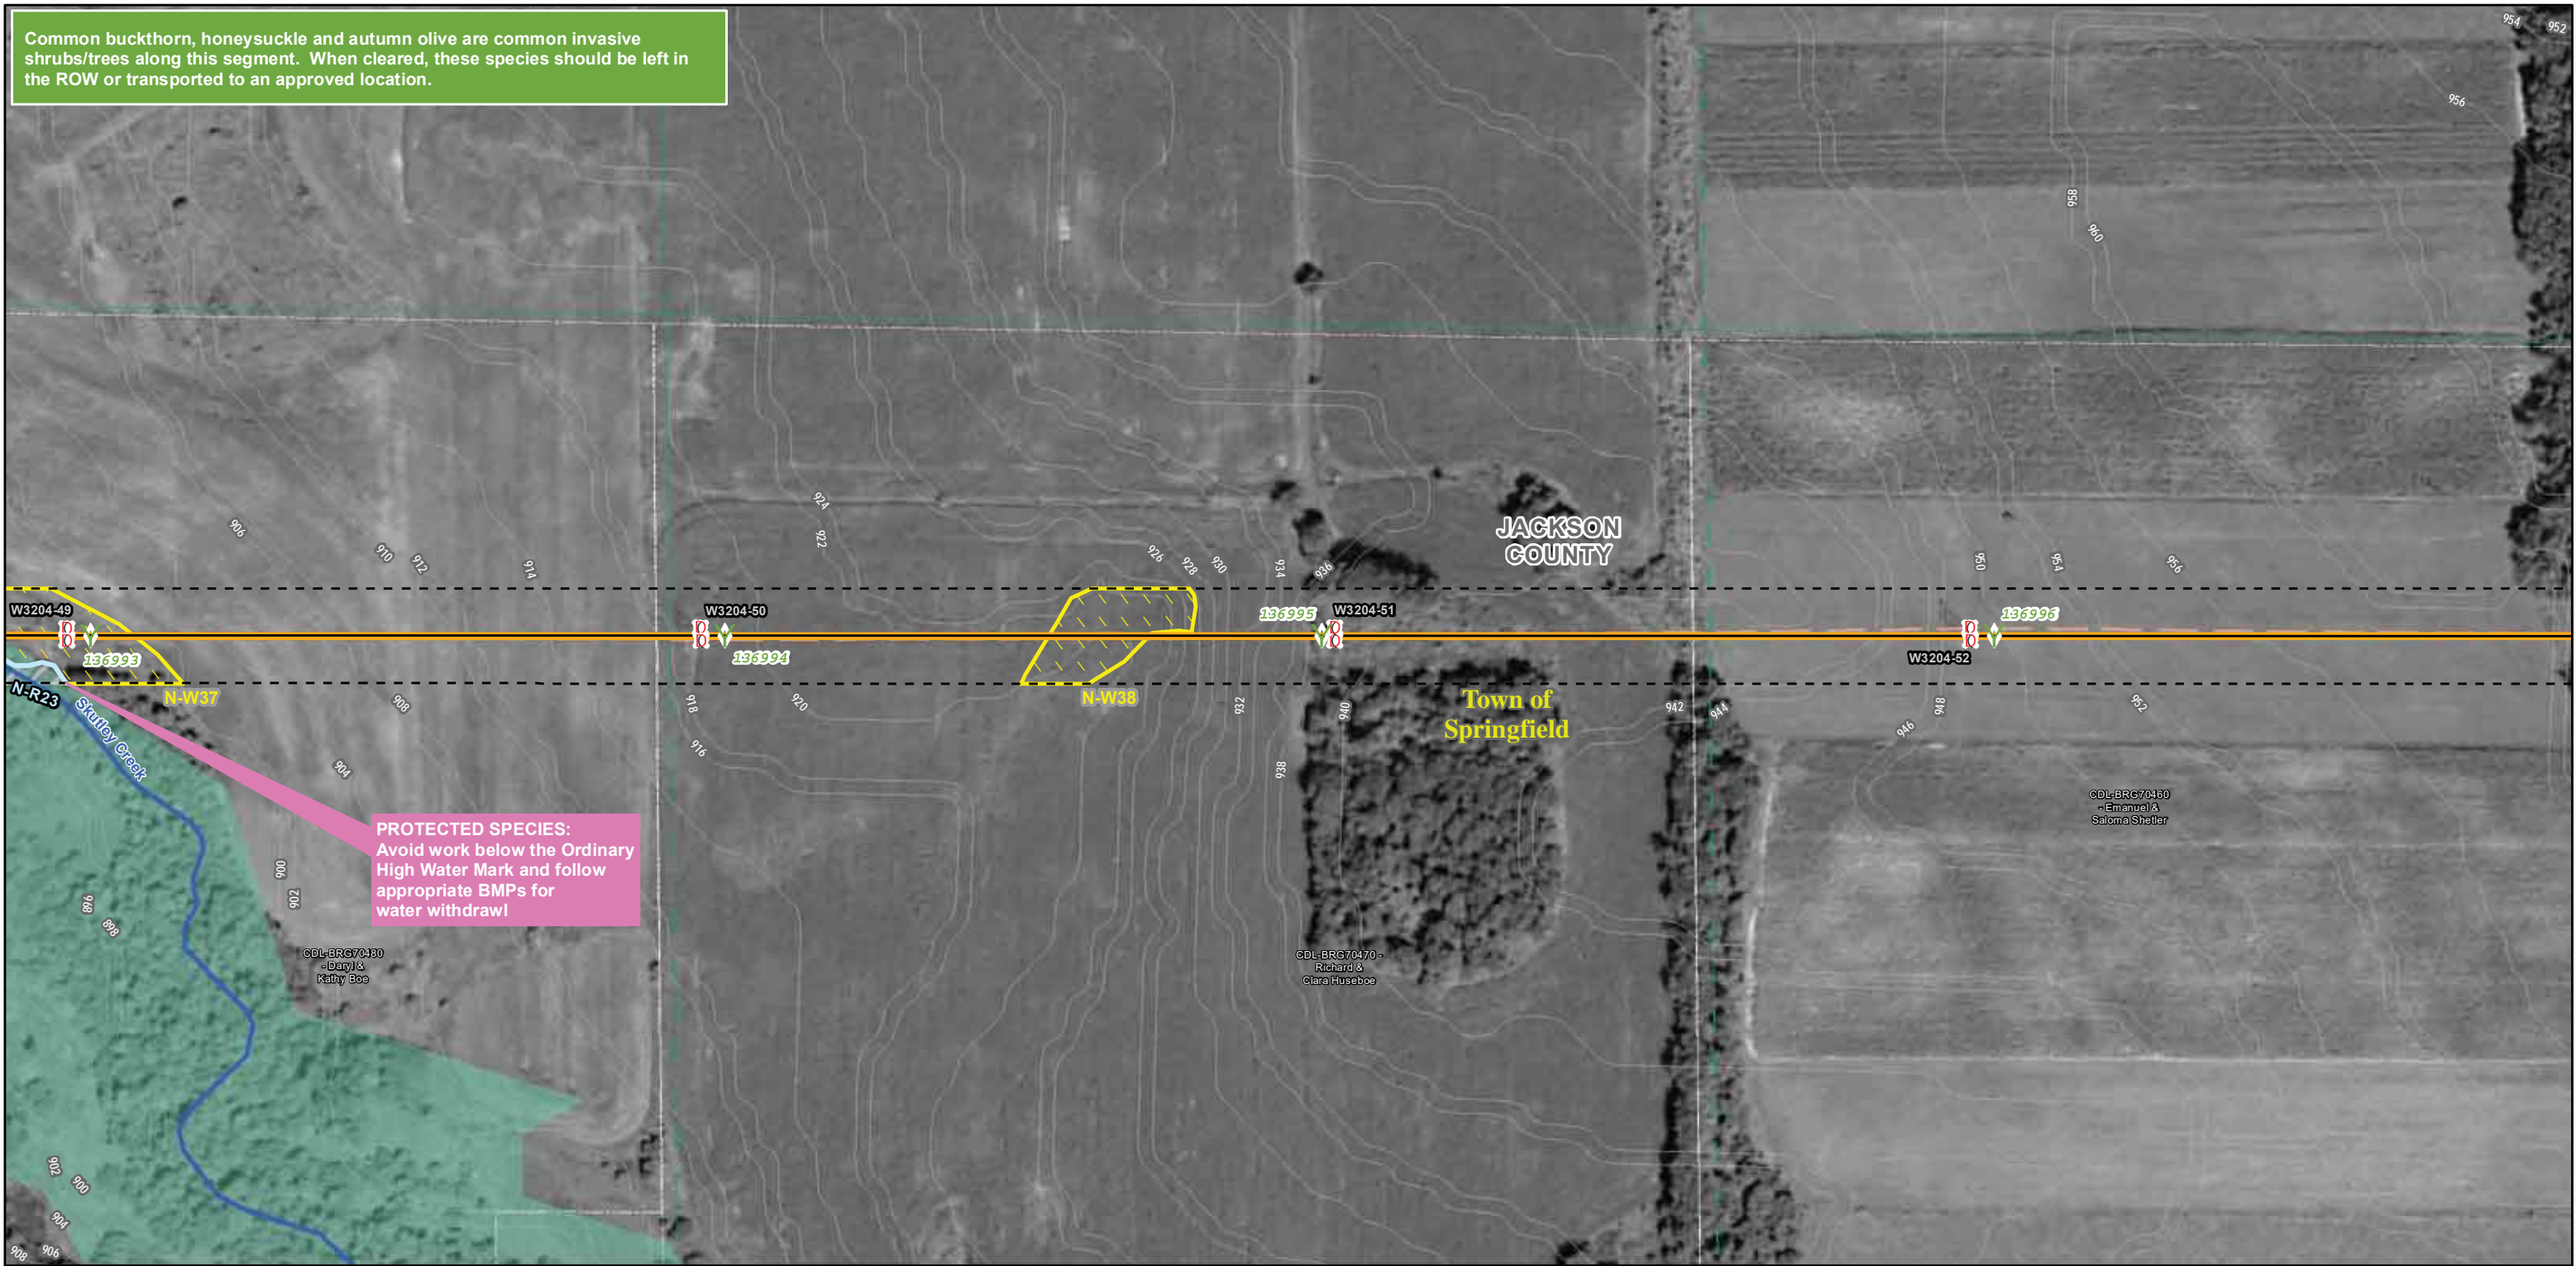 Common buckthorn, honeysuckle and autumn olive are common invasive
shrubs/trees along this segment. When cleared, these species should be left in
the ROW or transported to an approved location.
954
952
956
958
960
924
922
906
910
912
914
926
928
930
934
936
JACKSON
COUNTY
950
954
956
W3204-49
W3204-50
136995
W3204-51
136996
136993
136994
W3204-52
N-R23
N-W37
N-W38
Skutley Creek
908
918
920
932
940
Town of
Springfield
942
944
946
948
952
916
904
938
PROTECTED SPECIES:
Avoid work below the Ordinary
High Water Mark and follow
appropriate BMPs for
water withdrawl
CDL-BRG70460
- Emanuel &
Saloma Shetler
900
902
896
898
CDL-BRG70480
- Daryl &
Kathy Boe
CDL-BRG70470 -
Richard &
Clara Huseboe
902
900
904
908
906